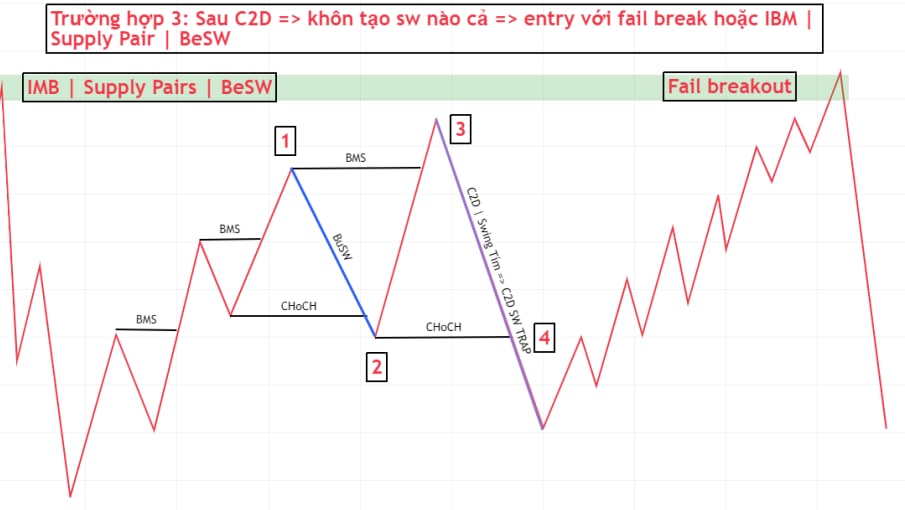 Trường hợp 3: Sau C2D => khôn tạo sw nào cả => entry với fail break hoặc IBM |
Supply Pair | BeSW
IMB | Supply Pairs | BeSW
Fail breakout
1
BMS
3
BMS
BuSW
C2D | Swing Tím => C2D SW TRAP
CHoCH
BMS
CHoCH
4
2